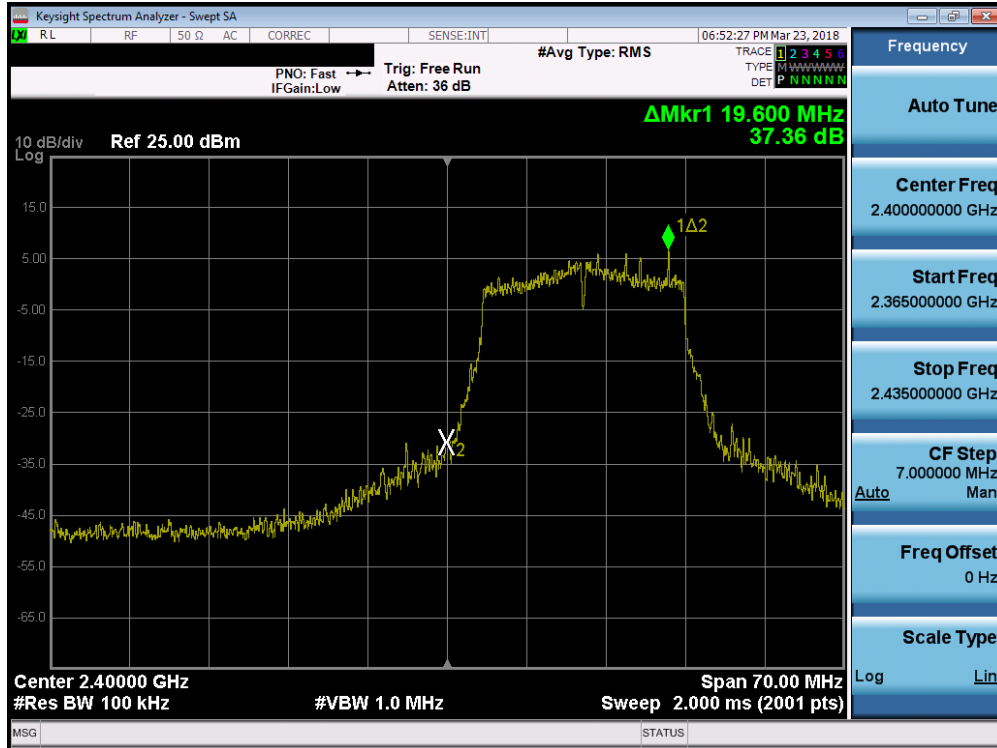 Keysight Spectrum Analyzer - Swept SA
LXI RL RF 50 Ω AC CORREC SENSE:INT 06:52:27 PM Mar 23, 2018
Frequency
#Avg Type: RMS
TRACE 1 2 3 4 5 6
TYPE M WWWWW
DET P N N N N N
PNO: Fast
IFGain:Low
Trig: Free Run
Atten: 36 dB
Auto Tune
ΔMkr1 19.600 MHz
37.36 dB
10 dB/div
Log
Ref 25.00 dBm
15.0
5.00
-5.00
-15.0
-25.0
-35.0
-45.0
-55.0
-65.0
1Δ2
X2
Center 2.40000 GHz
#Res BW 100 kHz
#VBW 1.0 MHz
Span 70.00 MHz
Sweep 2.000 ms (2001 pts)
Center Freq
2.400000000 GHz
Start Freq
2.365000000 GHz
Stop Freq
2.435000000 GHz
CF Step
7.000000 MHz
Auto Man
Freq Offset
0 Hz
Scale Type
Log Lin
MSG STATUS